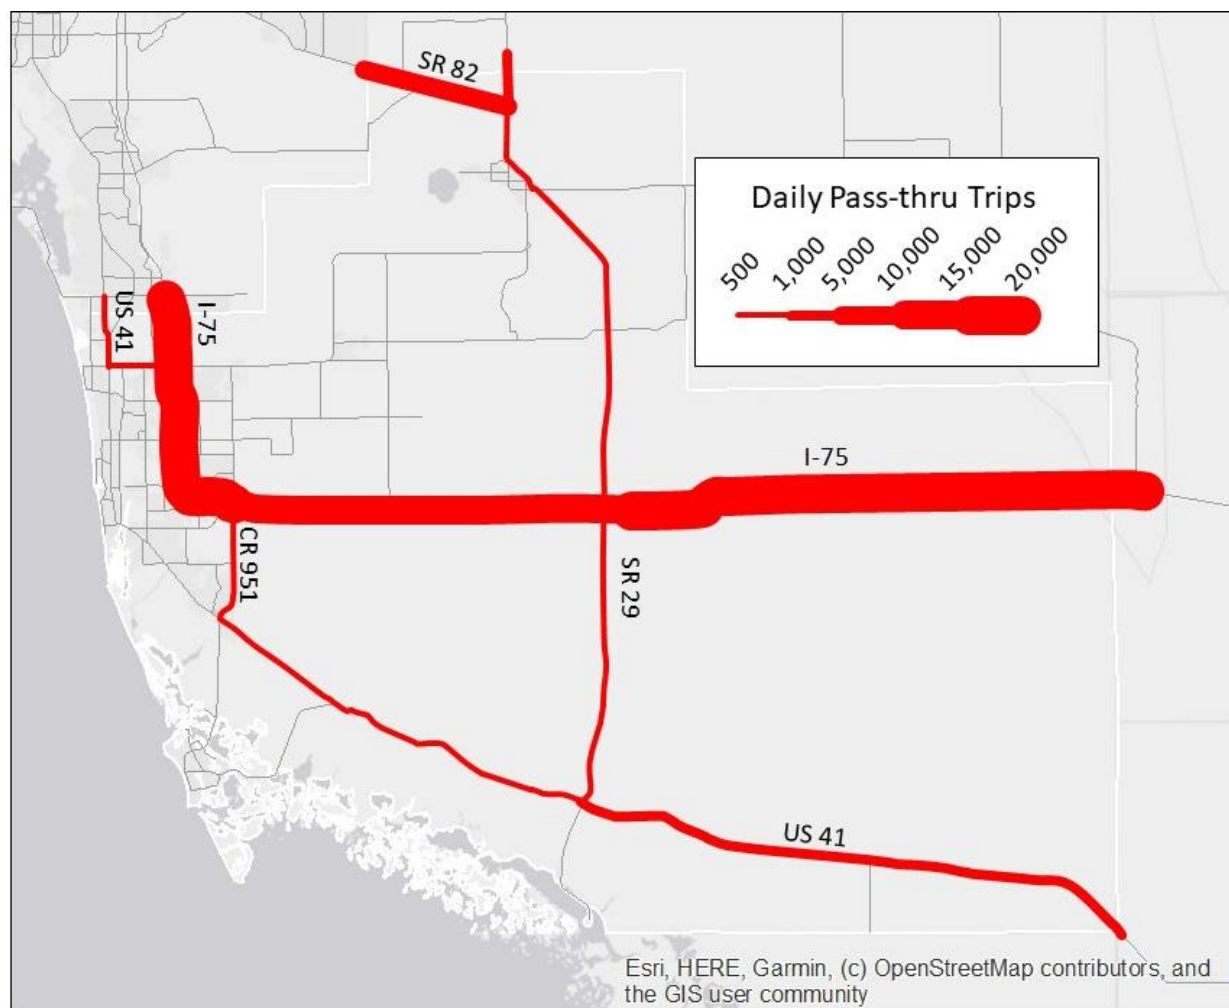 SR 82
Daily Pass-thru Trips
500
1,000
5,000
10,000
15,000
20,000
US 41
I-75
I-75
CR 951
SR 29
US 41
Esri, HERE, Garmin, (c) OpenStreetMap contributors, and
the GIS user community